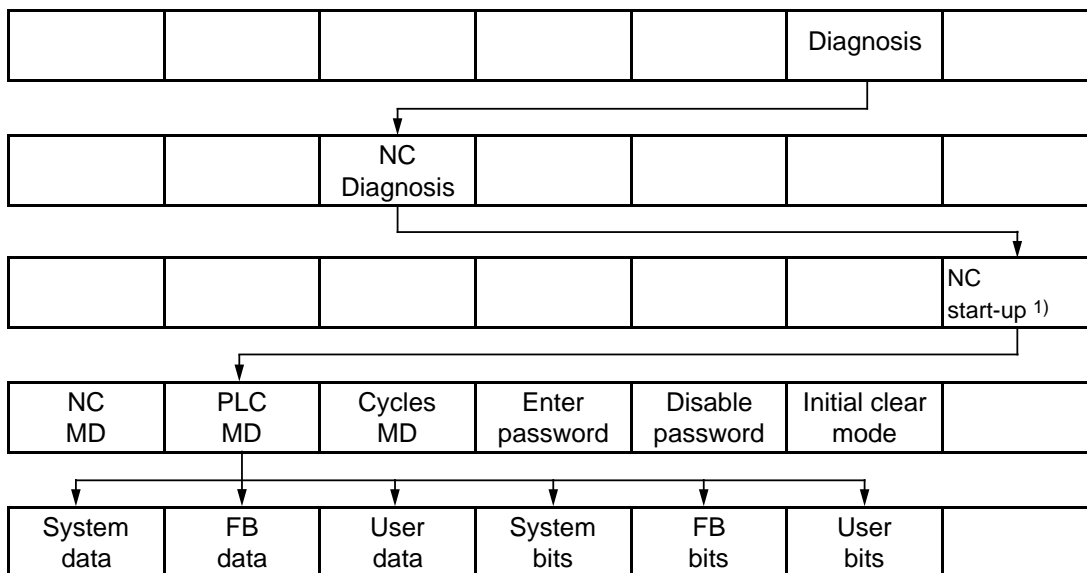 Diagnosis
NC
Diagnosis
NC
start-up 1)
NC PLC Cycles Enter Disable Initial clear
MD MD MD password password mode
System FB User System FB User
data data data bits bits bits